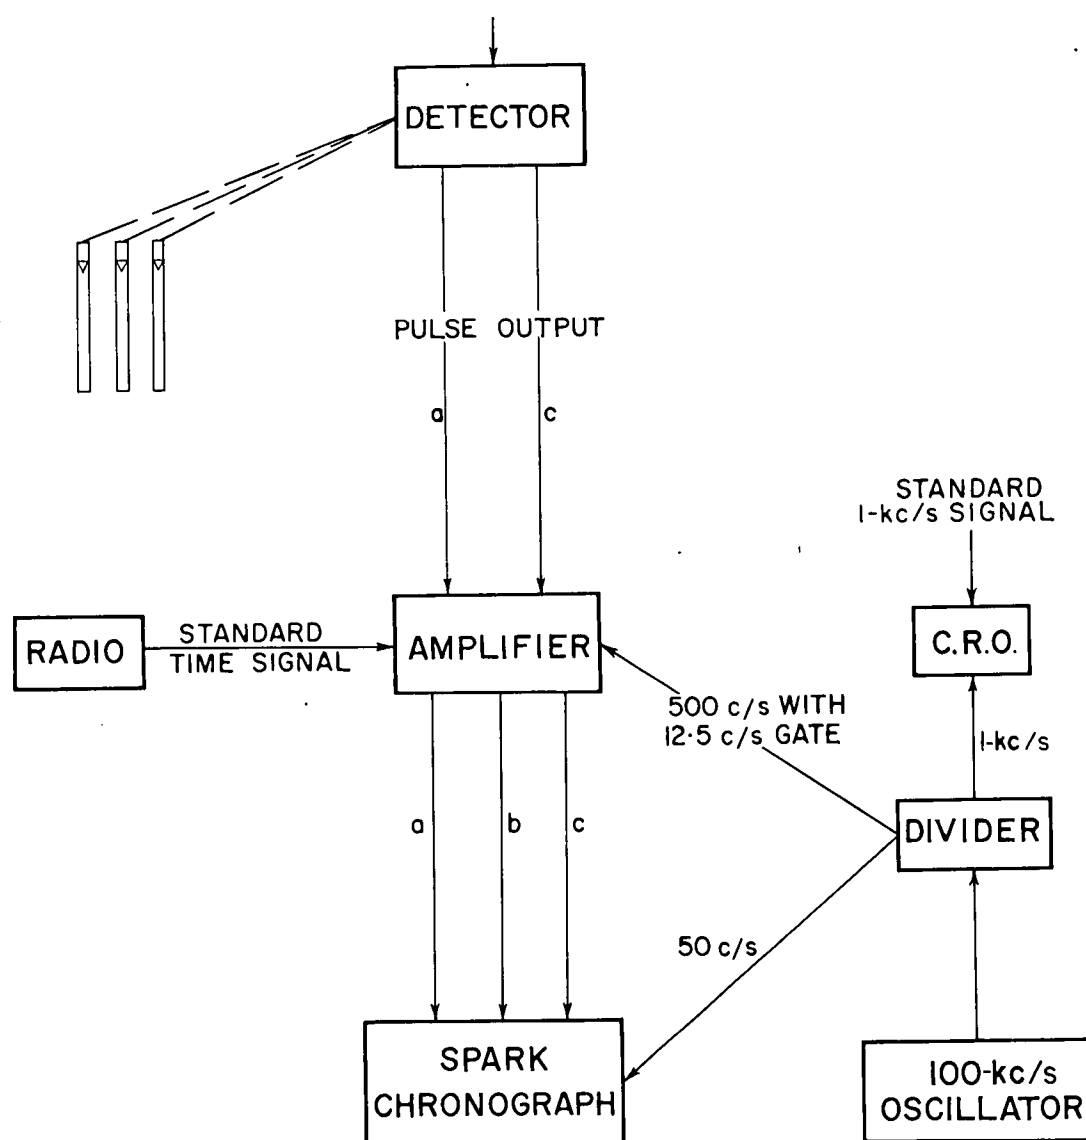 DETECTOR
PULSE OUTPUT
a
c
STANDARD
1-kc/s SIGNAL
RADIO
STANDARD
TIME SIGNAL
AMPLIFIER
C.R.O.
500 c/s WITH
12·5 c/s GATE
1-kc/s
a
b
c
DIVIDER
50 c/s
SPARK
CHRONOGRAPH
100-kc/s
OSCILLATOR